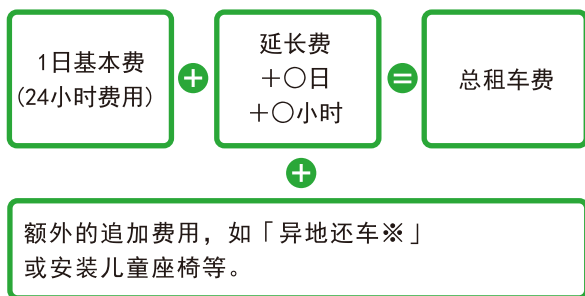 1日基本费
(24小时费用)
+
延长费
+〇日
+〇小时
=
总租车费
+
额外的追加费用，如「异地还车※」
或安装儿童座椅等。